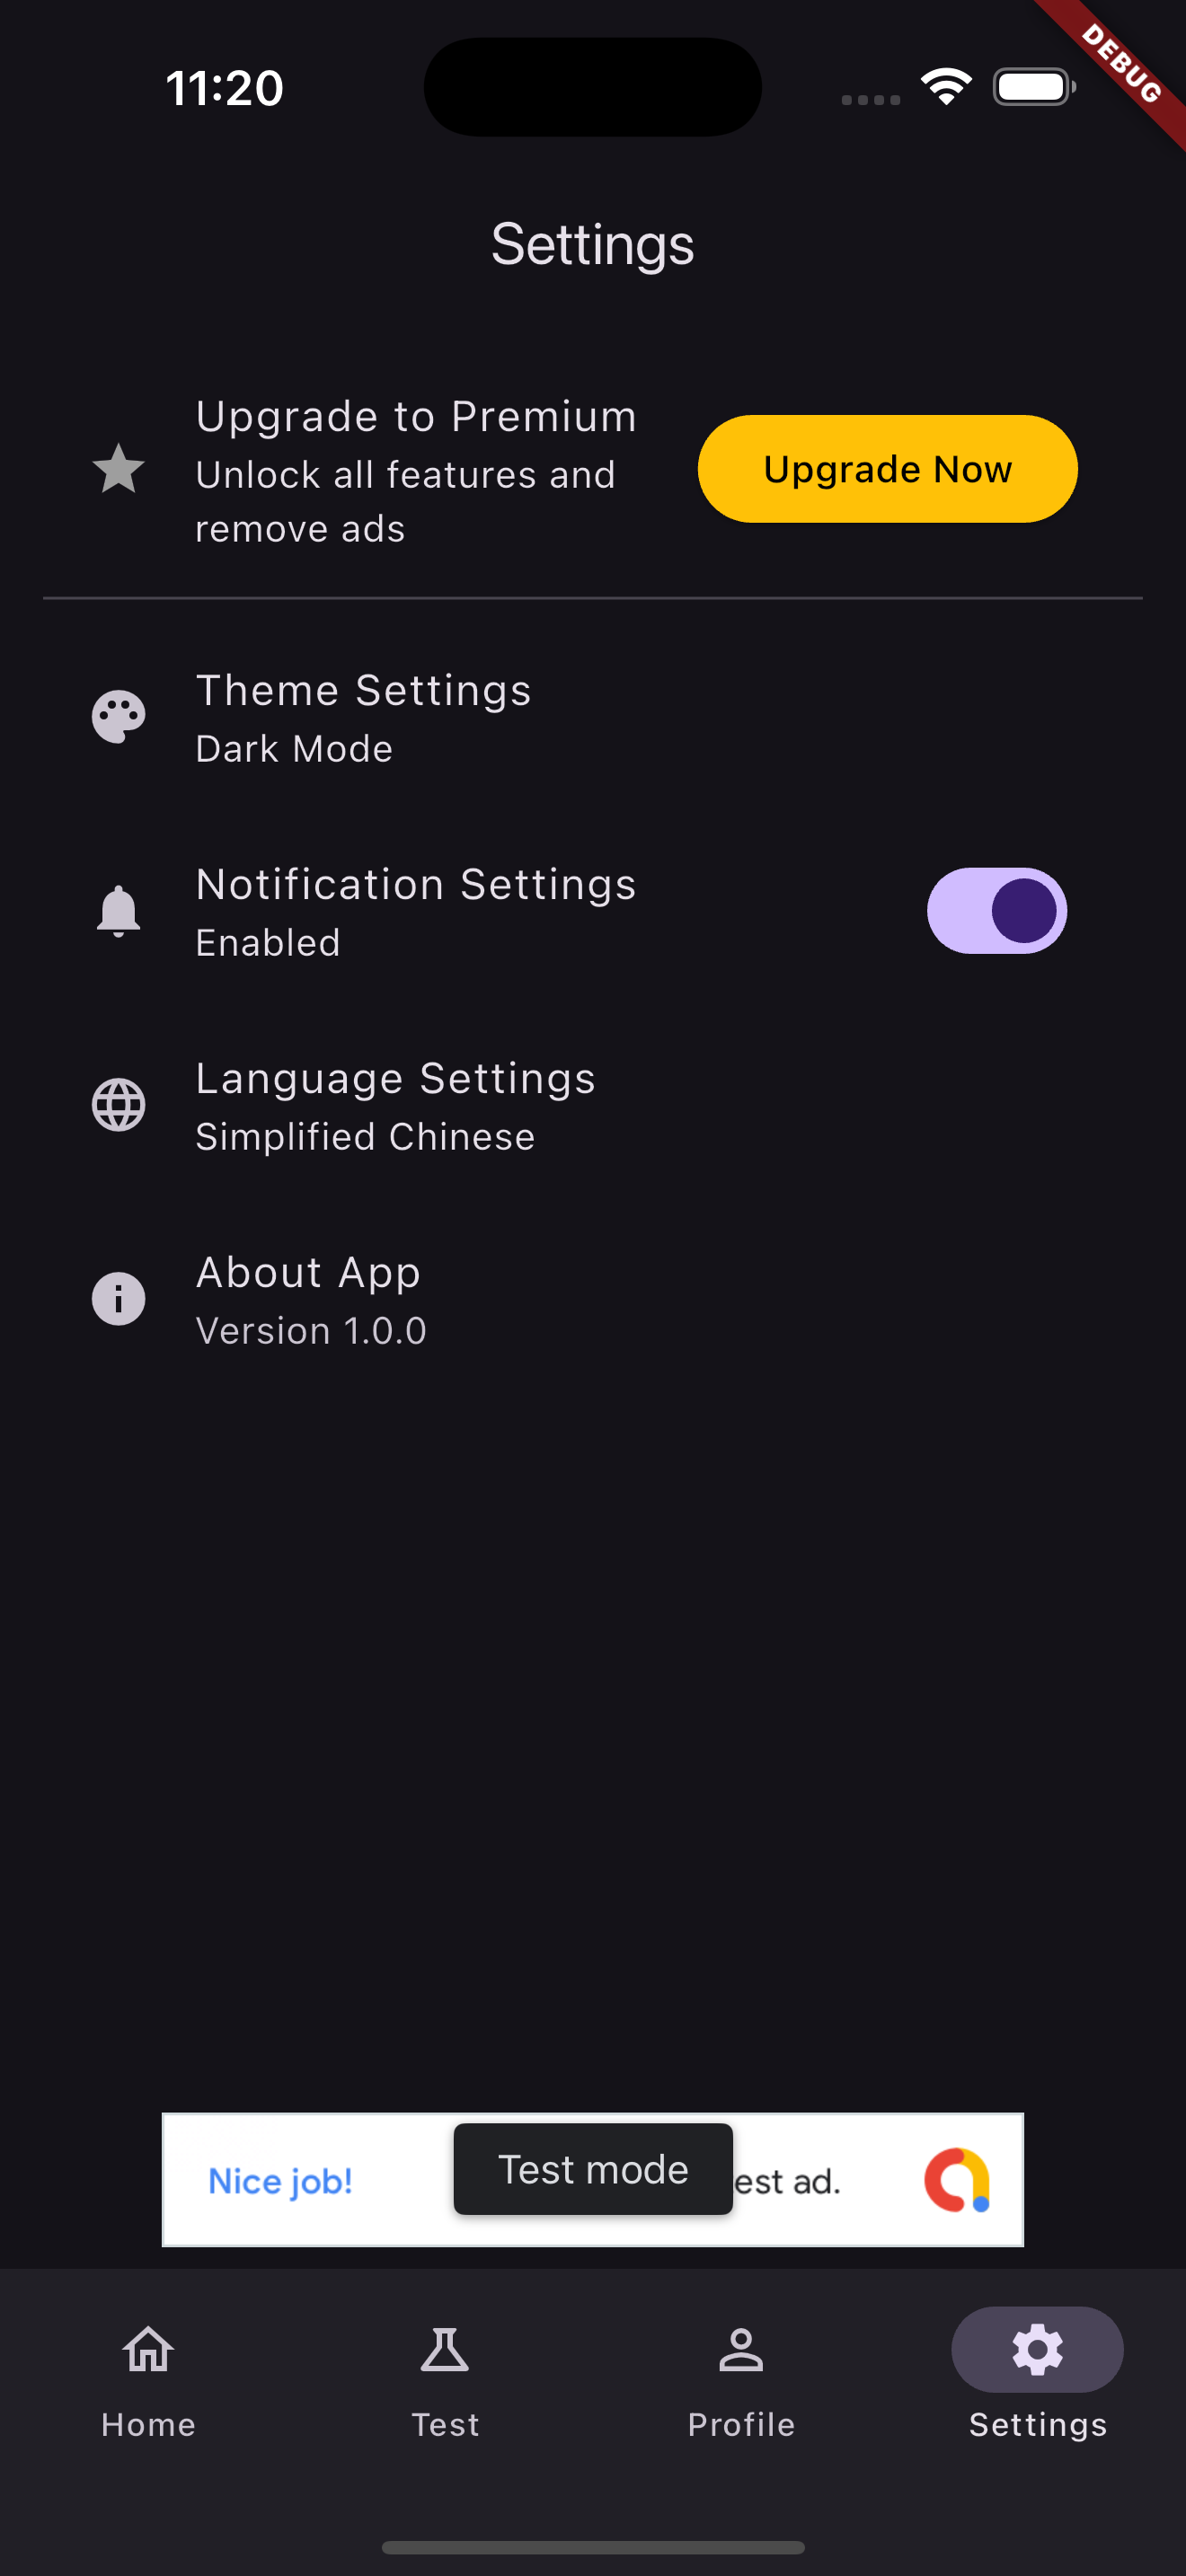 11:20
DEBUG
Settings
Upgrade to Premium
Unlock all features and
remove ads
Upgrade Now
Theme Settings
Dark Mode
Notification Settings
Enabled
Language Settings
Simplified Chinese
About App
Version 1.0.0
Nice job!
Test mode
est ad.
Home
Test
Profile
Settings